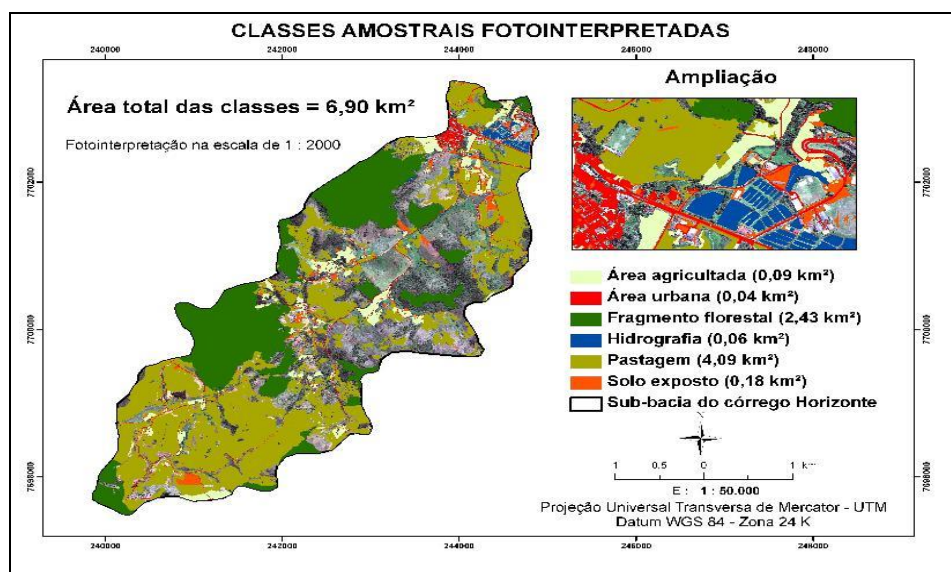 CLASSES AMOSTRAIS FOTOINTERPRETADAS
240000 242000 244000 246000 248000
Área total das classes = 6,90 km²
Fotointerpretação na escala de 1 : 2000
Ampliação
7702000
7702000
7700000
7700000
7698000
7698000
Área agricultada (0,09 km²)
Área urbana (0,04 km²)
Fragmento florestal (2,43 km²)
Hidrografia (0,06 km²)
Pastagem (4,09 km²)
Solo exposto (0,18 km²)
Sub-bacia do córrego Horizonte
N
1 0,5 0 1 km
E : 1 : 50.000
Projeção Universal Transversa de Mercator - UTM
Datum WGS 84 - Zona 24 K
240000 242000 244000 246000 248000